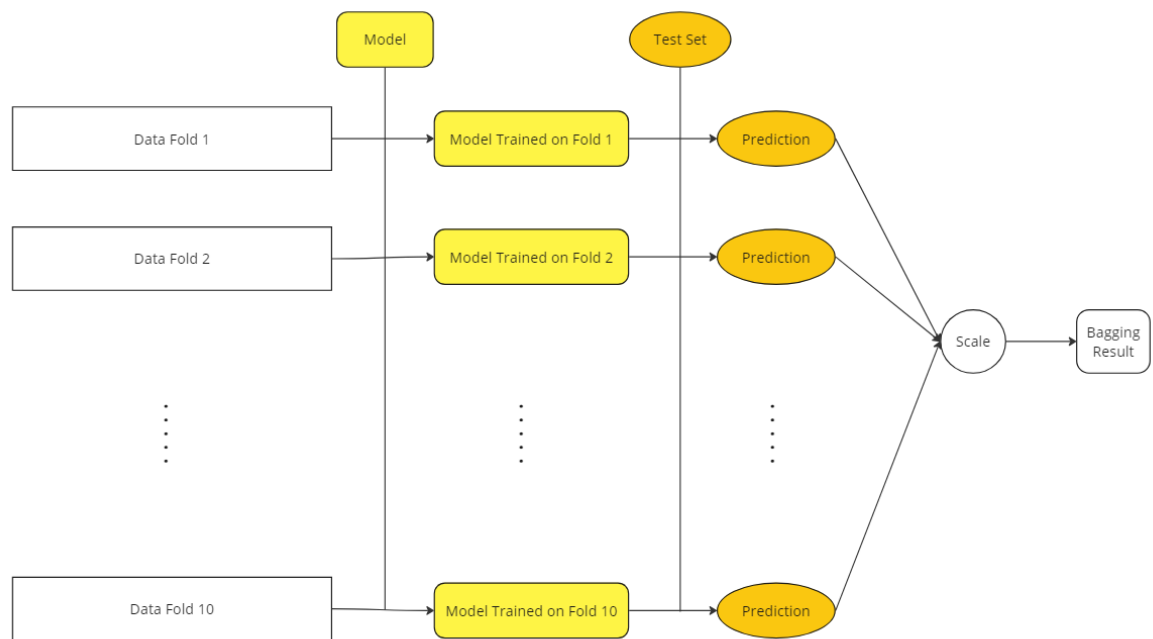 Model
Test Set
Data Fold 1
Model Trained on Fold 1
Prediction
Data Fold 2
Model Trained on Fold 2
Prediction
Scale
Bagging
Result
Data Fold 10
Model Trained on Fold 10
Prediction